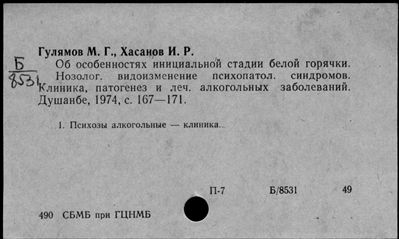 Гулямов М. Г., Хасанов И. Р.
Об особенностях инициальной стадии белой горячки.
Б
8531
Нозолог. видоизменение психопатол. синдромов.
Клиника, патогенез и леч. алкогольных заболеваний.
Душанбе, 1974, с. 167—171.
1. Психозы алкогольные — клиника.
П-7 Б/8531 49
490 СБМБ при ГЦНМБ